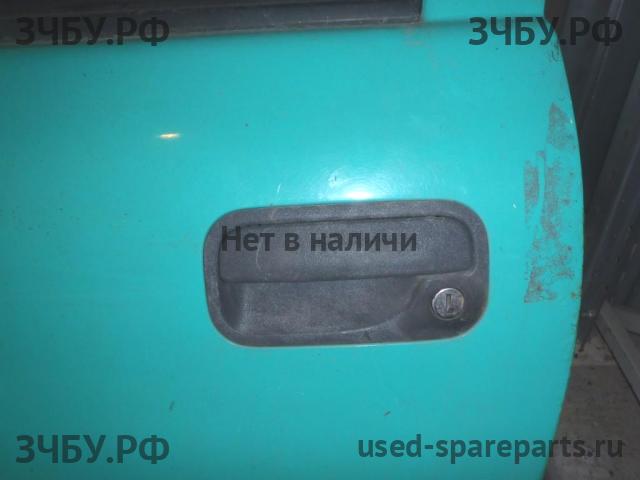 ЗЧБУ.РФ ЗЧБУ.РФ
Нет в наличи
ЗЧБУ.РФ used-spareparts.ru